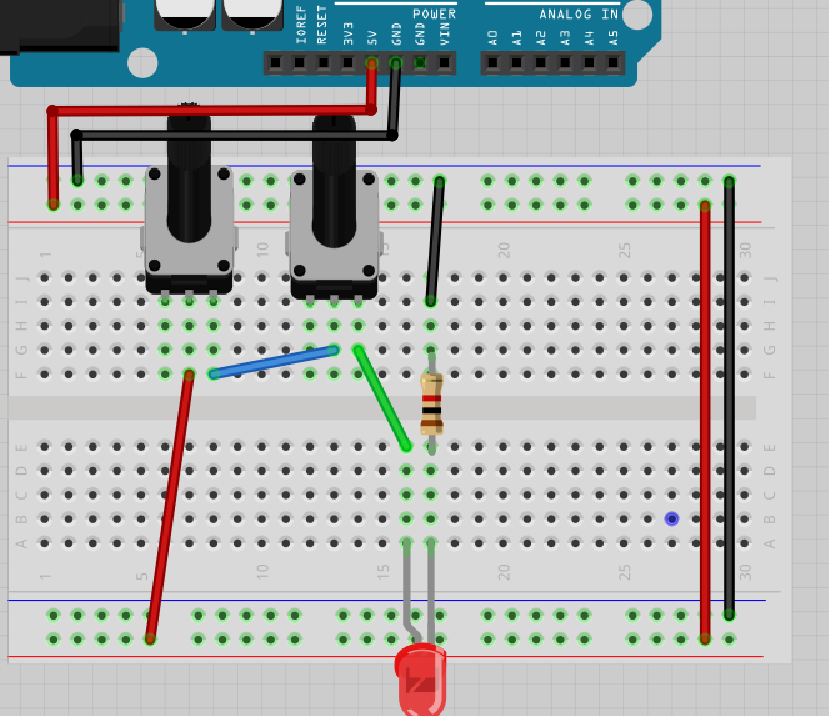 POWER
ANALOG IN
IOREF
RESET
3V3
5V
GND
GND
VIN
A0
A1
A2
A3
A4
A5
1
5
10
15
20
25
30
J
J
I
I
H
H
G
G
F
F
E
E
D
D
C
C
B
B
A
A
1
5
10
15
20
25
30